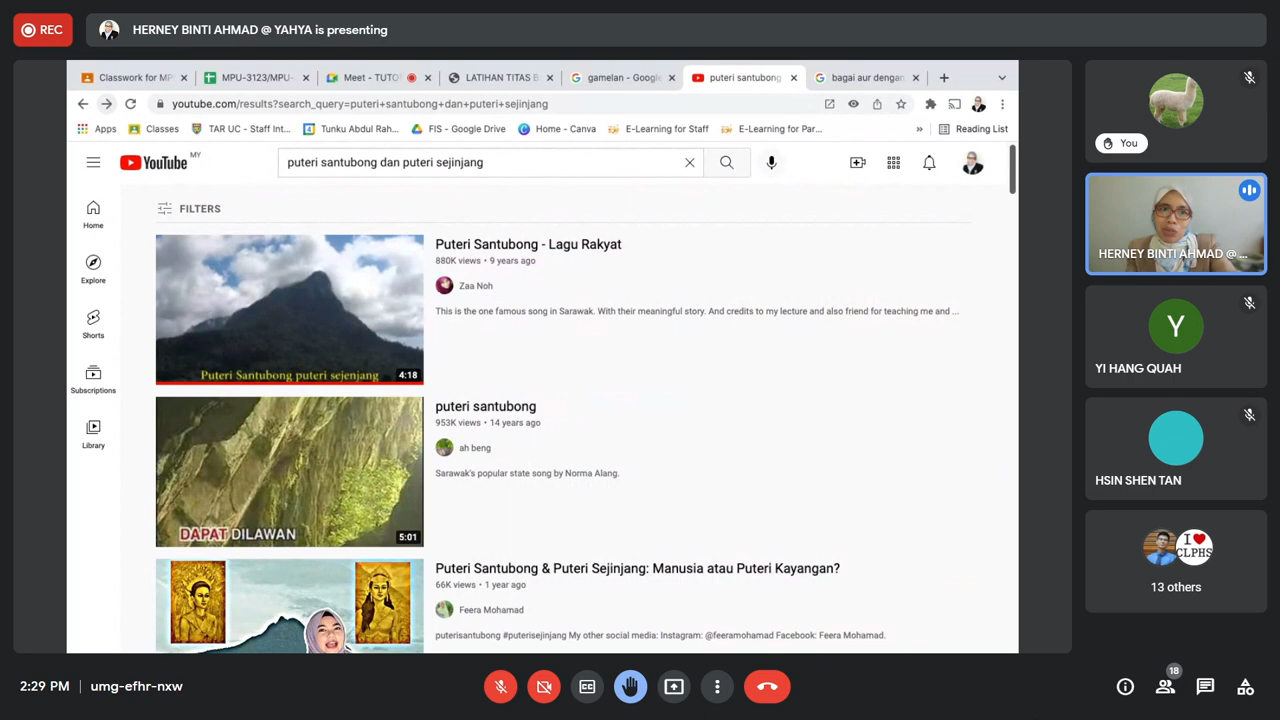 REC
HERNEY BINTI AHMAD @ YAHYA is presenting
Classwork for MP
MPU-3123/MPU-
Meet - TUTO
LATIHAN TITAS B
gamelan - Google
puteri santubong
bagai aur dengan
youtube.com/results?search_query=puteri+santubong+dan+puteri+sejinjang
Apps
Classes
TAR UC - Staff Int...
Tunku Abdul Rah...
FIS - Google Drive
Home - Canva
E-Learning for Staff
E-Learning for Par...
»
Reading List
YouTube MY
puteri santubong dan puteri sejinjang
FILTERS
Home
Explore
Shorts
Subscriptions
Library
Puteri Santubong puteri sejenjang
4:18
Puteri Santubong - Lagu Rakyat
880K views • 9 years ago
Zaa Noh
This is the one famous song in Sarawak. With their meaningful story. And credits to my lecture and also friend for teaching me and ...
DAPAT DILAWAN
5:01
puteri santubong
953K views • 14 years ago
ah beng
Sarawak's popular state song by Norma Alang.
Puteri Santubong & Puteri Sejinjang: Manusia atau Puteri Kayangan?
66K views • 1 year ago
Feera Mohamad
puterisantubong #puterisejinjang My other social media: Instagram: @feeramohamad Facebook: Feera Mohamad.
You
HERNEY BINTI AHMAD @ ...
Y
YI HANG QUAH
HSIN SHEN TAN
I ♥
CLPHS
13 others
2:29 PM
umg-efhr-nxw
18